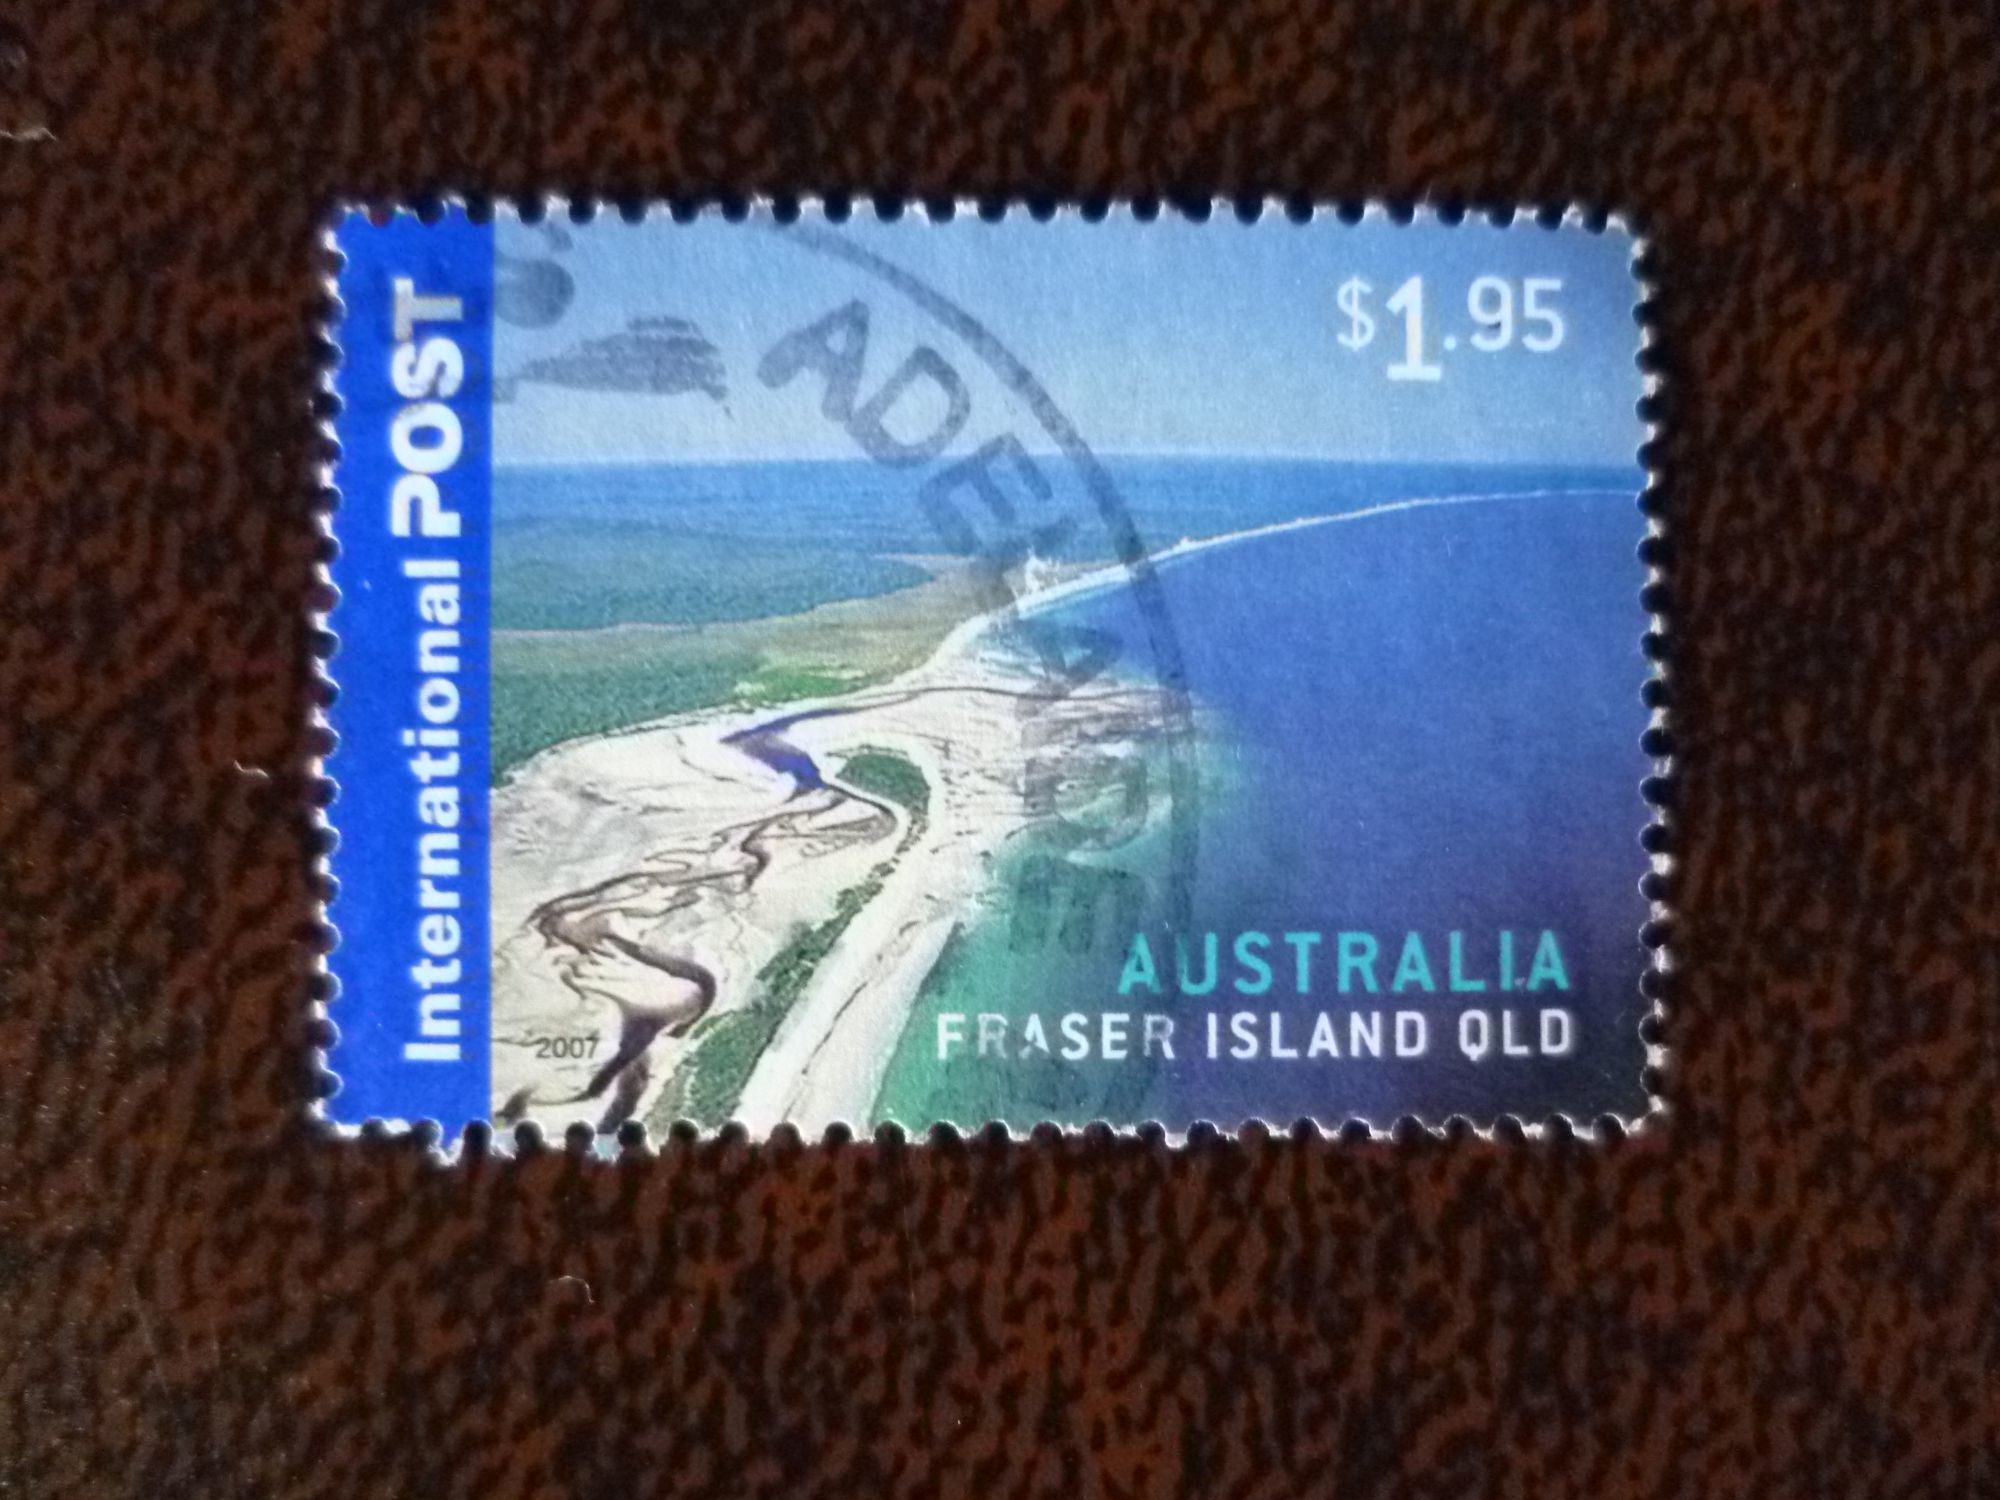 International POST
$1.95
ADELAIDE
AUSTRALIA
FRASER ISLAND QLD
2007